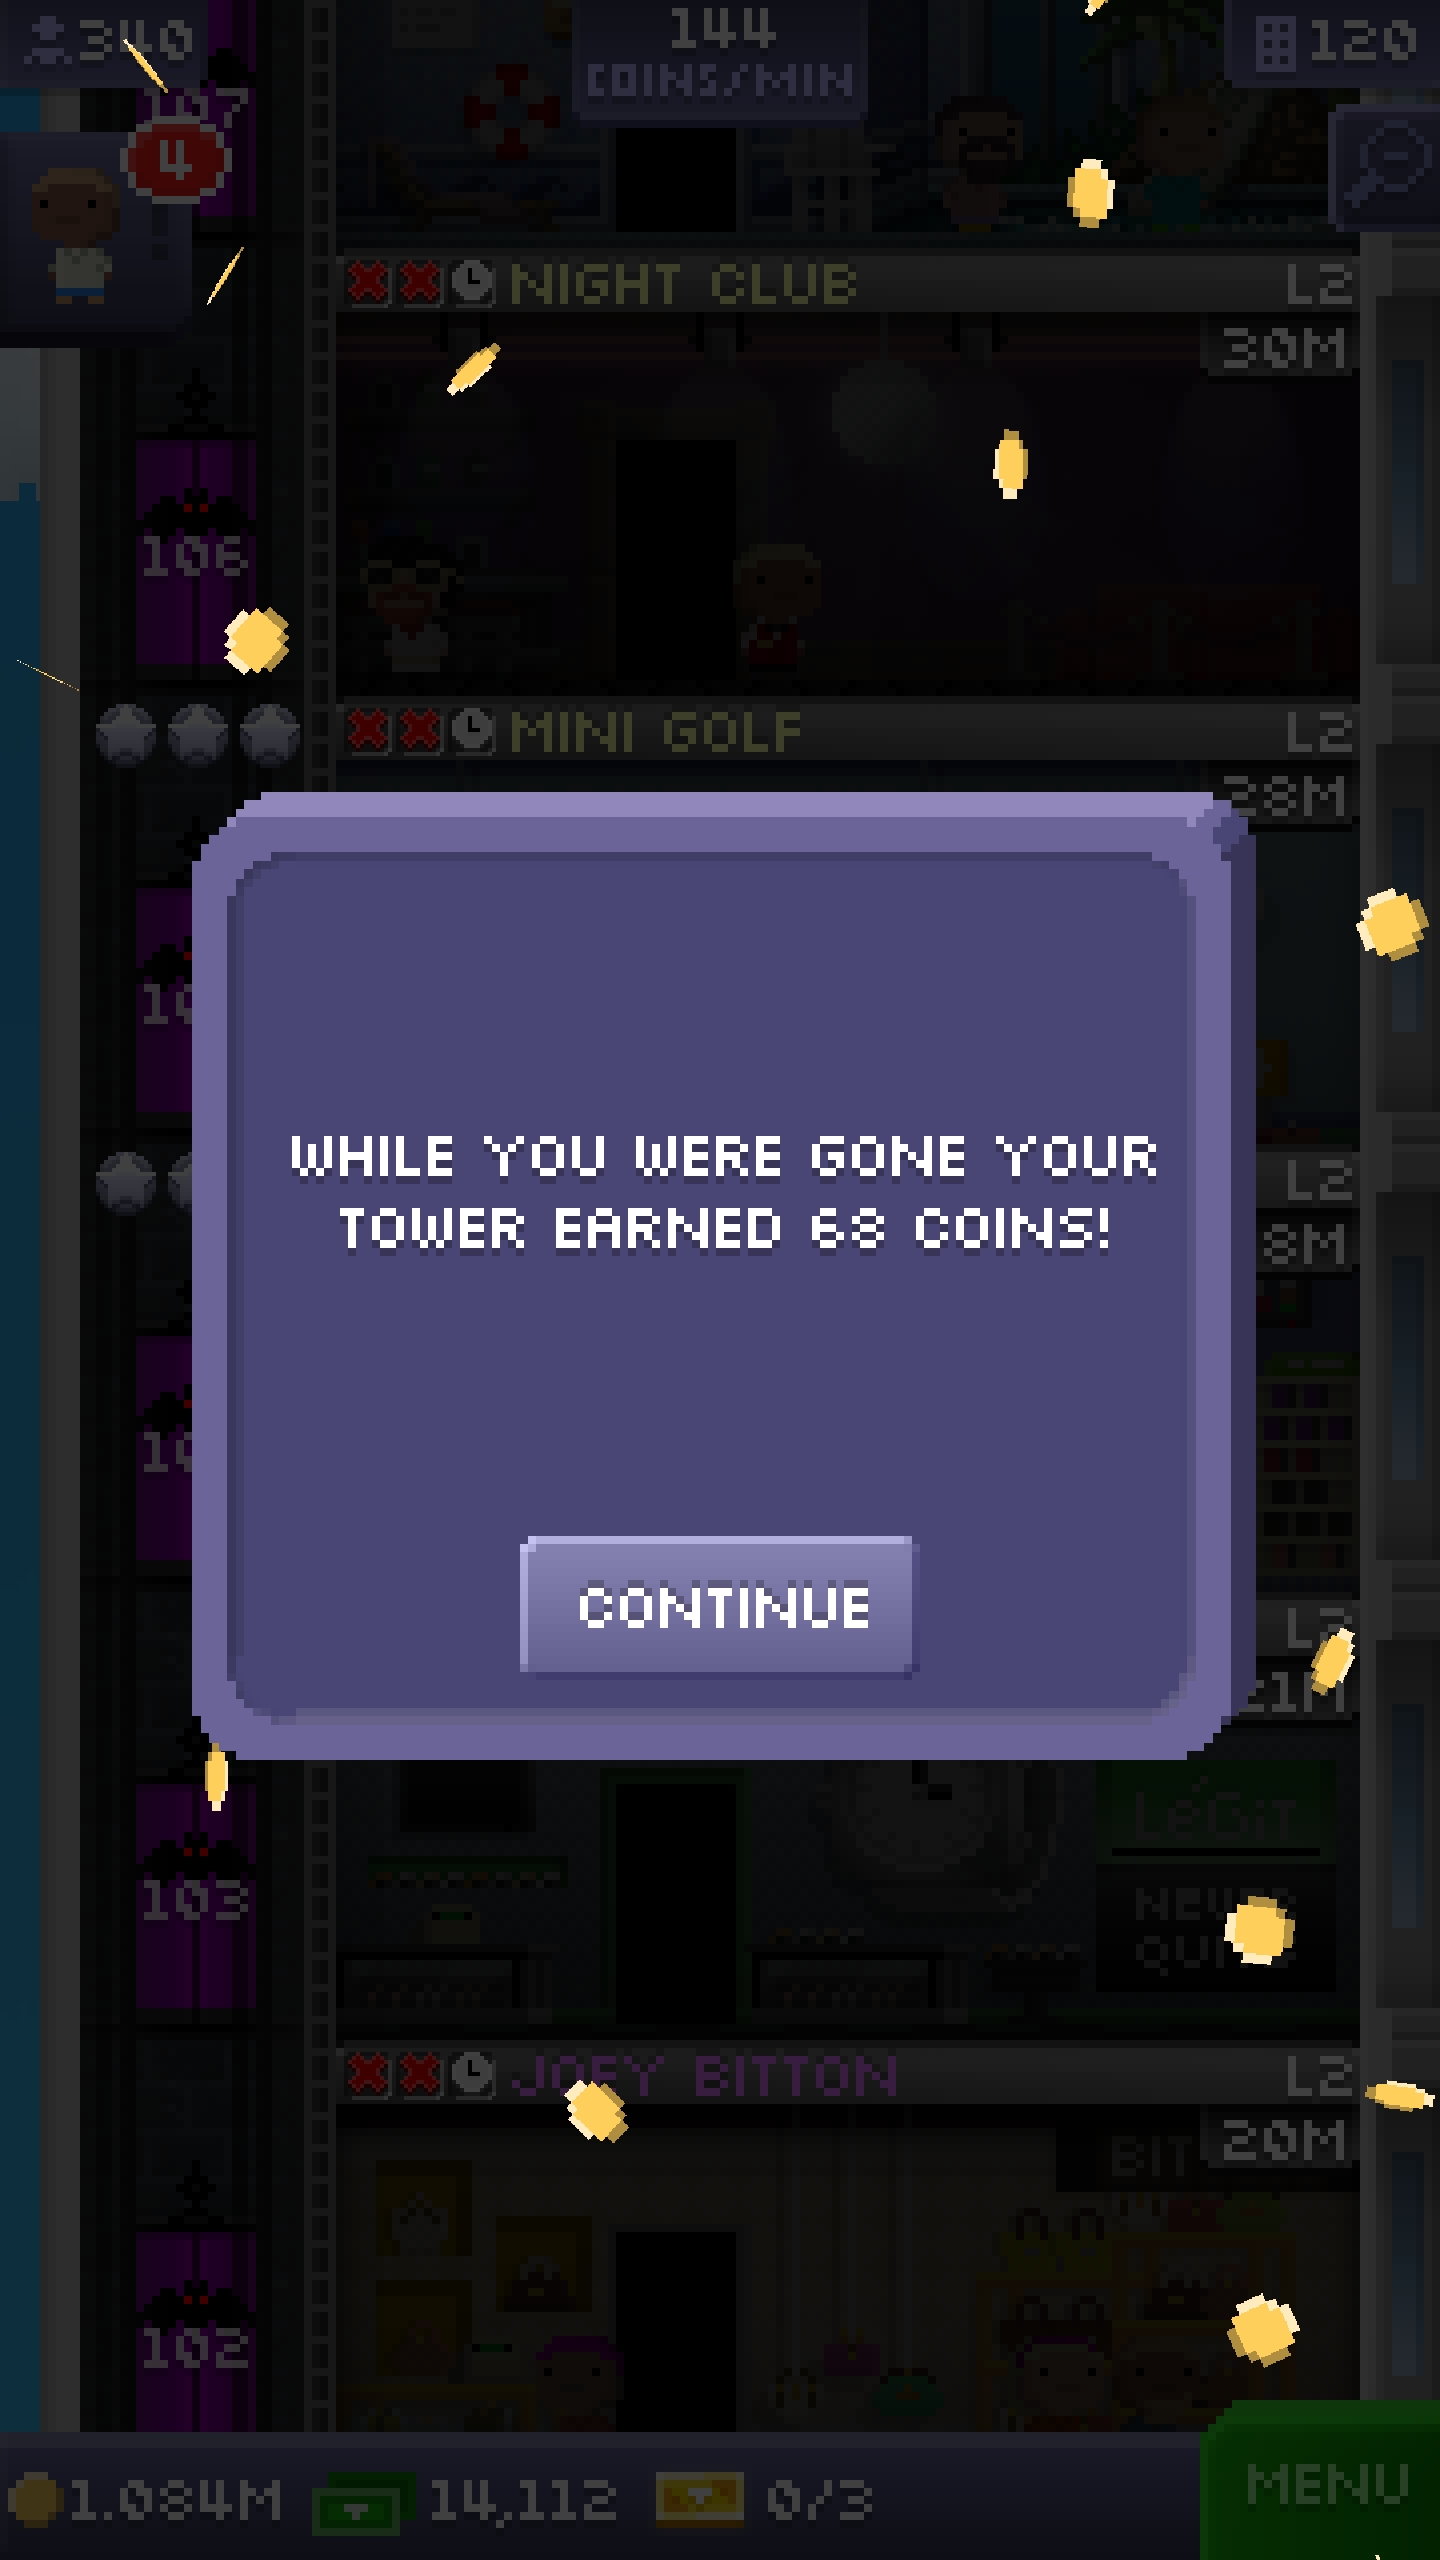 340
144
COINS/MIN
120
107
4
NIGHT CLUB
L2
30M
106
MINI GOLF
L2
28M
WHILE YOU WERE GONE YOUR
TOWER EARNED 68 COINS!
L2
8M
CONTINUE
L2
21M
LéGiT
103
JOEY BITTON
L2
20M
BIT
102
1.084M
14,112
0/3
MENU